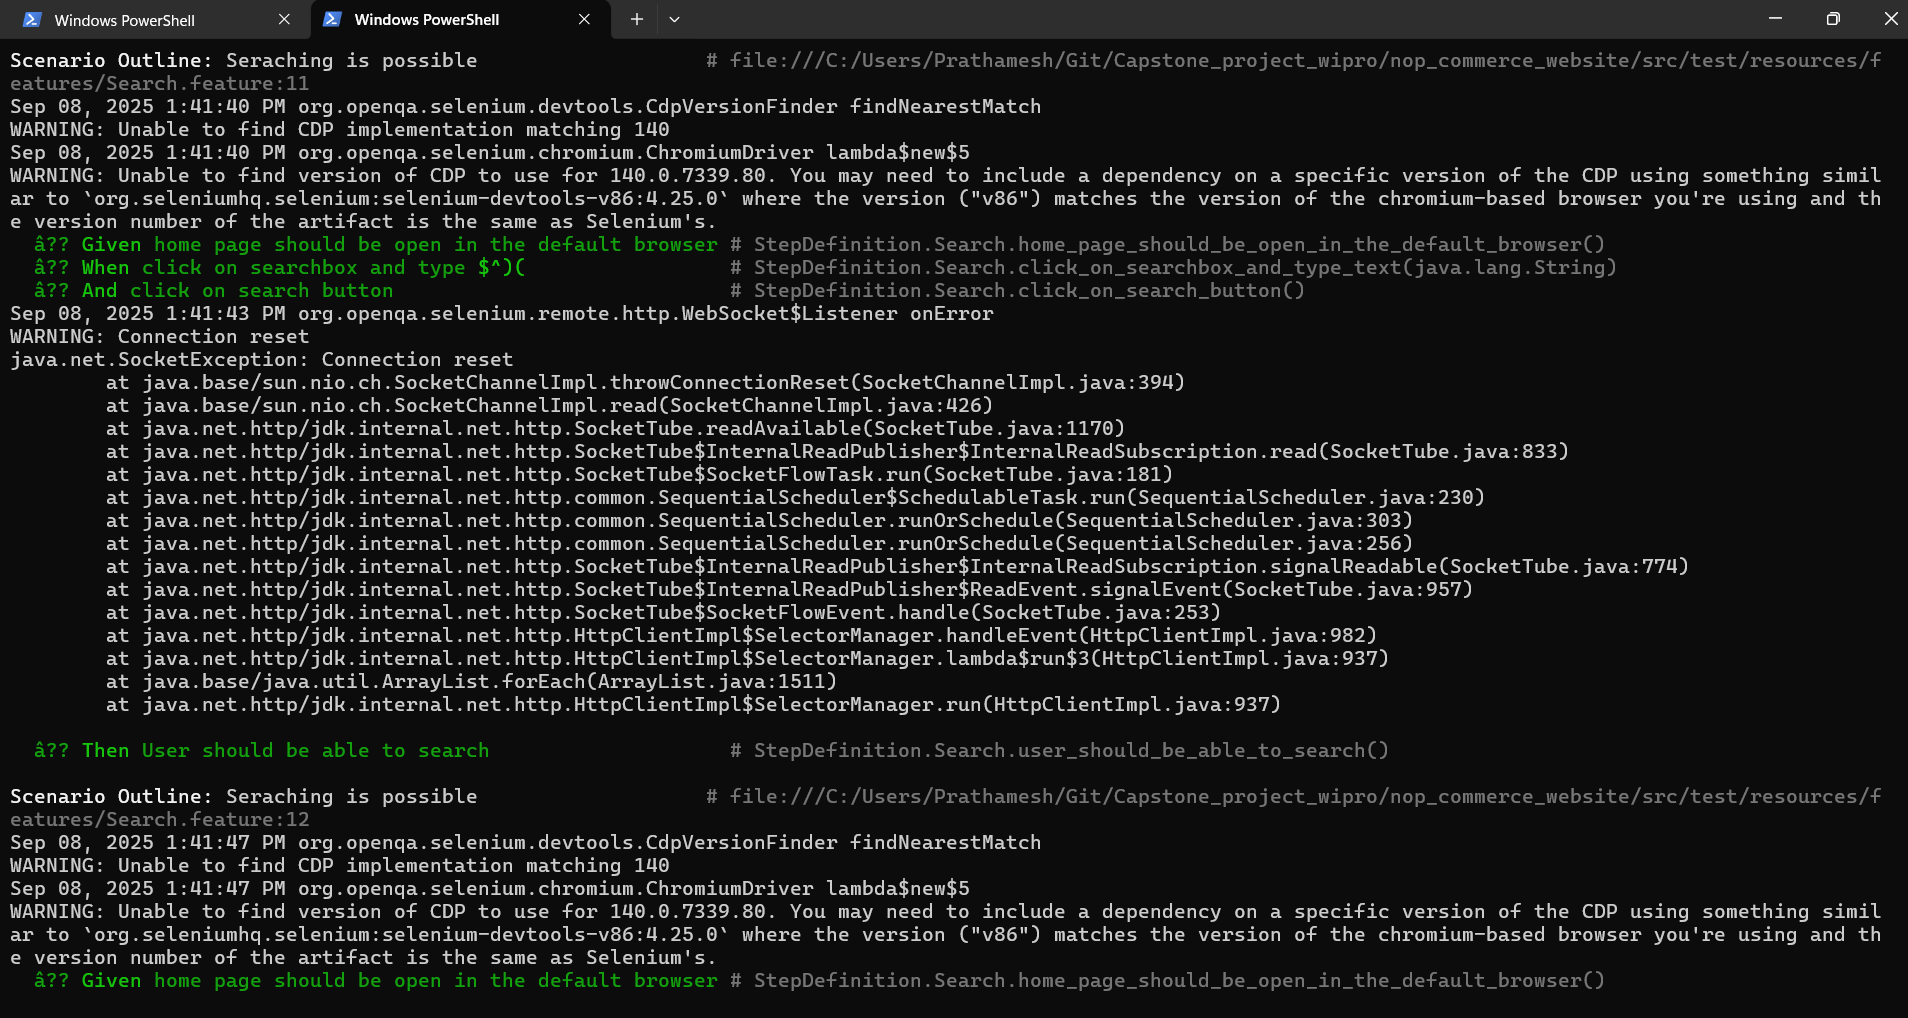 Windows PowerShell
Windows PowerShell
Scenario Outline: Seraching is possible # file:///C:/Users/Prathamesh/Git/Capstone_project_wipro/nop_commerce_website/src/test/resources/f
eatures/Search.feature:11
Sep 08, 2025 1:41:40 PM org.openqa.selenium.devtools.CdpVersionFinder findNearestMatch
WARNING: Unable to find CDP implementation matching 140
Sep 08, 2025 1:41:40 PM org.openqa.selenium.chromium.ChromiumDriver lambda$new$5
WARNING: Unable to find version of CDP to use for 140.0.7339.80. You may need to include a dependency on a specific version of the CDP using something simil
ar to `org.seleniumhq.selenium:selenium-devtools-v86:4.25.0` where the version ("v86") matches the version of the chromium-based browser you're using and th
e version number of the artifact is the same as Selenium's.
â?? Given home page should be open in the default browser # StepDefinition.Search.home_page_should_be_open_in_the_default_browser()
â?? When click on searchbox and type $^)( # StepDefinition.Search.click_on_searchbox_and_type_text(java.lang.String)
â?? And click on search button # StepDefinition.Search.click_on_search_button()
Sep 08, 2025 1:41:43 PM org.openqa.selenium.remote.http.WebSocket$Listener onError
WARNING: Connection reset
java.net.SocketException: Connection reset
at java.base/sun.nio.ch.SocketChannelImpl.throwConnectionReset(SocketChannelImpl.java:394)
at java.base/sun.nio.ch.SocketChannelImpl.read(SocketChannelImpl.java:426)
at java.net.http/jdk.internal.net.http.SocketTube.readAvailable(SocketTube.java:1170)
at java.net.http/jdk.internal.net.http.SocketTube$InternalReadPublisher$InternalReadSubscription.read(SocketTube.java:833)
at java.net.http/jdk.internal.net.http.SocketTube$SocketFlowTask.run(SocketTube.java:181)
at java.net.http/jdk.internal.net.http.common.SequentialScheduler$SchedulableTask.run(SequentialScheduler.java:230)
at java.net.http/jdk.internal.net.http.common.SequentialScheduler.runOrSchedule(SequentialScheduler.java:303)
at java.net.http/jdk.internal.net.http.common.SequentialScheduler.runOrSchedule(SequentialScheduler.java:256)
at java.net.http/jdk.internal.net.http.SocketTube$InternalReadPublisher$InternalReadSubscription.signalReadable(SocketTube.java:774)
at java.net.http/jdk.internal.net.http.SocketTube$InternalReadPublisher$ReadEvent.signalEvent(SocketTube.java:957)
at java.net.http/jdk.internal.net.http.SocketTube$SocketFlowEvent.handle(SocketTube.java:253)
at java.net.http/jdk.internal.net.http.HttpClientImpl$SelectorManager.handleEvent(HttpClientImpl.java:982)
at java.net.http/jdk.internal.net.http.HttpClientImpl$SelectorManager.lambda$run$3(HttpClientImpl.java:937)
at java.base/java.util.ArrayList.forEach(ArrayList.java:1511)
at java.net.http/jdk.internal.net.http.HttpClientImpl$SelectorManager.run(HttpClientImpl.java:937)
â?? Then User should be able to search # StepDefinition.Search.user_should_be_able_to_search()
Scenario Outline: Seraching is possible # file:///C:/Users/Prathamesh/Git/Capstone_project_wipro/nop_commerce_website/src/test/resources/f
eatures/Search.feature:12
Sep 08, 2025 1:41:47 PM org.openqa.selenium.devtools.CdpVersionFinder findNearestMatch
WARNING: Unable to find CDP implementation matching 140
Sep 08, 2025 1:41:47 PM org.openqa.selenium.chromium.ChromiumDriver lambda$new$5
WARNING: Unable to find version of CDP to use for 140.0.7339.80. You may need to include a dependency on a specific version of the CDP using something simil
ar to `org.seleniumhq.selenium:selenium-devtools-v86:4.25.0` where the version ("v86") matches the version of the chromium-based browser you're using and th
e version number of the artifact is the same as Selenium's.
â?? Given home page should be open in the default browser # StepDefinition.Search.home_page_should_be_open_in_the_default_browser()